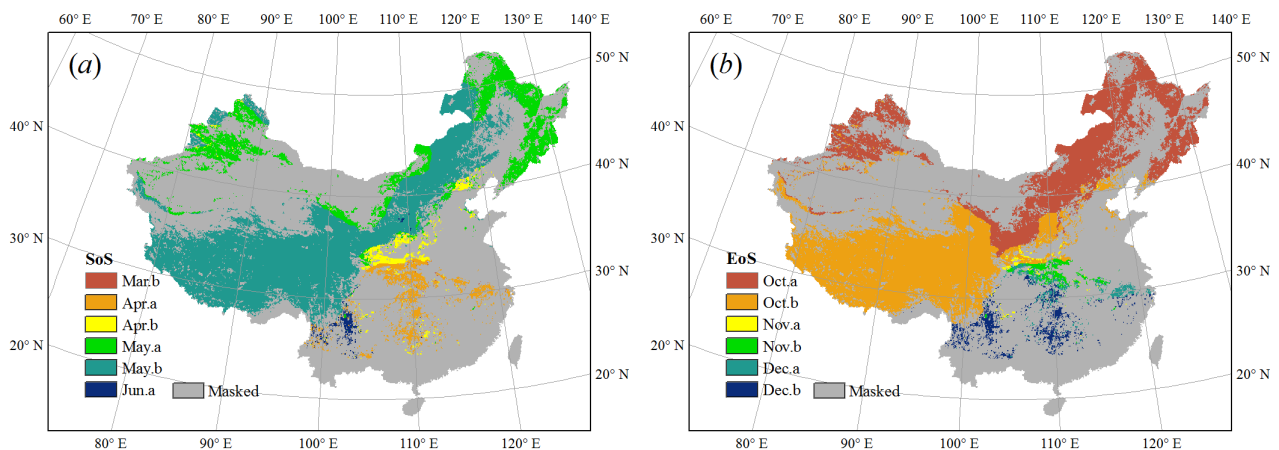 60° E 70° E 80° E 90° E 100° E 110° E 120° E 130° E 140° E
(a)
50° N
40° N
40° N
30° N
30° N
20° N
20° N
SoS
Mar.b
Apr.a
Apr.b
May.a
May.b
Jun.a
Masked
80° E 90° E 100° E 110° E 120° E
60° E 70° E 80° E 90° E 100° E 110° E 120° E 130° E 140° E
(b)
50° N
40° N
40° N
30° N
30° N
20° N
20° N
EoS
Oct.a
Oct.b
Nov.a
Nov.b
Dec.a
Dec.b
Masked
80° E 90° E 100° E 110° E 120° E